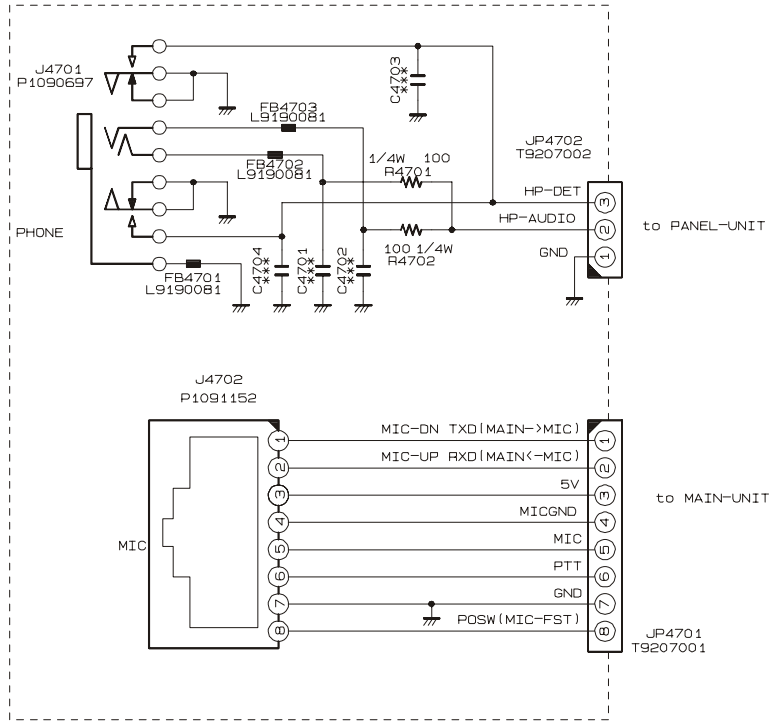 J4701
P1090697
C4703
***
FB4703
L9190081
FB4702
L9190081
1/4W 100
R4701
JP4702
T9207002
HP-DET
3
HP-AUDIO
2
to PANEL-UNIT
GND
1
PHONE
100 1/4W
R4702
FB4701
L9190081
C4704
***
C4701
***
C4702
***
J4702
P1091152
MIC
1
MIC-DN TXD(MAIN->MIC)
1
2
MIC-UP RXD(MAIN<-MIC)
2
3
5V
3
to MAIN-UNIT
4
MICGND
4
5
MIC
5
6
PTT
6
7
GND
7
8
POSW(MIC-FST)
8
JP4701
T9207001